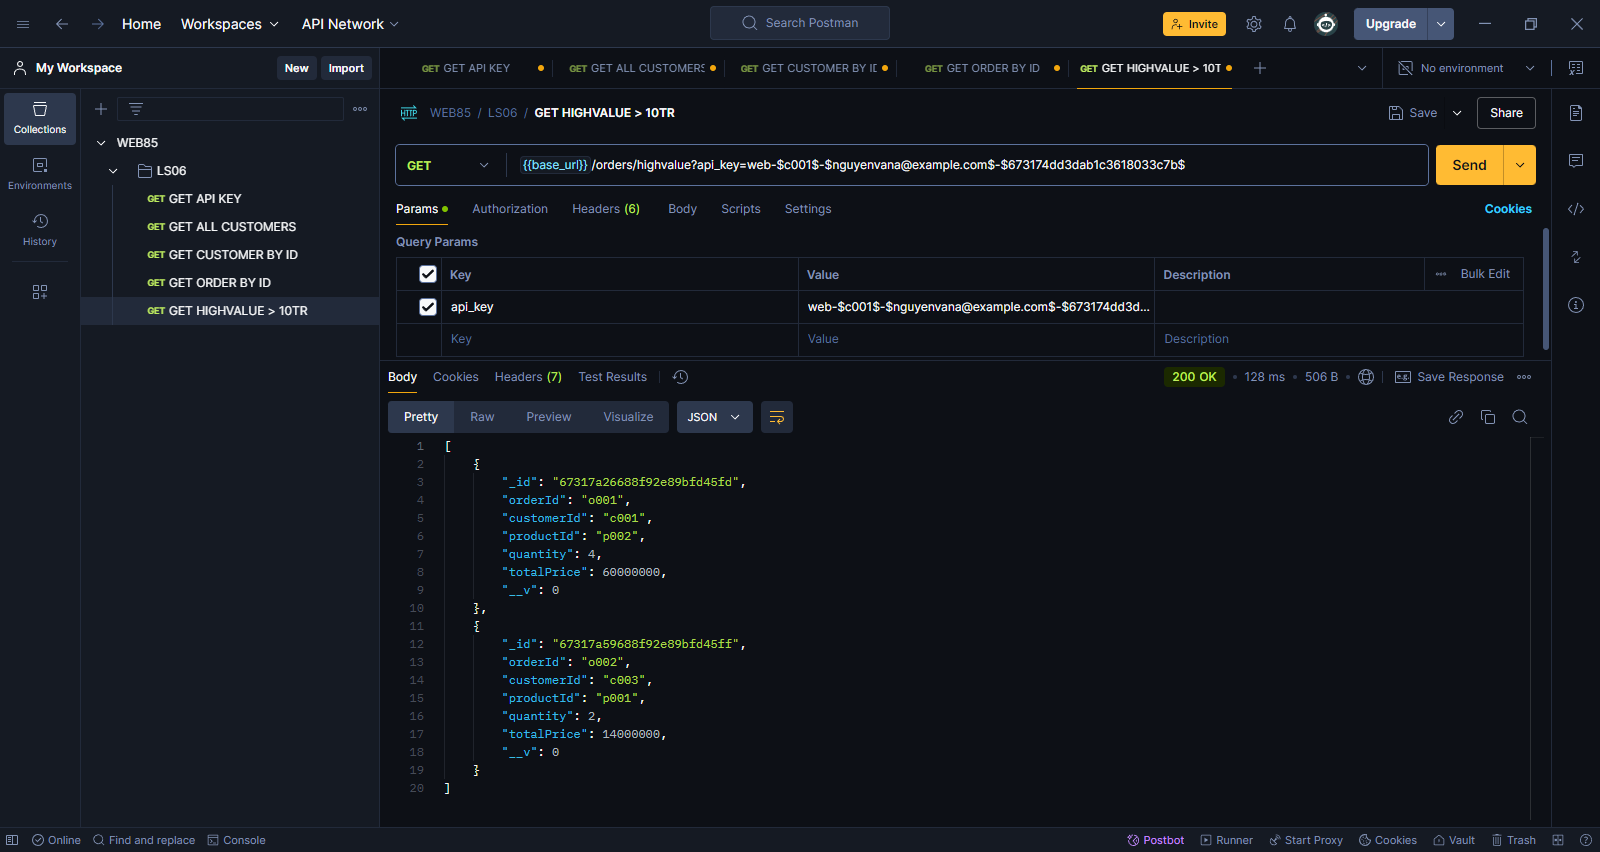 Home Workspaces API Network Search Postman Invite Upgrade
My Workspace New Import GET GET API KEY GET GET ALL CUSTOMERS GET GET CUSTOMER BY ID GET GET ORDER BY ID GET GET HIGHVALUE > 10T No environment
Collections
Environments
History
WEB85
LS06
GET GET API KEY
GET GET ALL CUSTOMERS
GET GET CUSTOMER BY ID
GET GET ORDER BY ID
GET GET HIGHVALUE > 10TR
HTTP WEB85 / LS06 / GET HIGHVALUE > 10TR Save Share
GET {{base_url}}/orders/highvalue?api_key=web-$c001$-$nguyenvana@example.com$-$673174dd3dab1c3618033c7b$ Send
Params Authorization Headers (6) Body Scripts Settings Cookies
Query Params
Key Value Description Bulk Edit
api_key web-$c001$-$nguyenvana@example.com$-$673174dd3d...
Key Value Description
Body Cookies Headers (7) Test Results 200 OK 128 ms 506 B e.g. Save Response
Pretty Raw Preview Visualize JSON
1 [
2 {
3 "_id": "67317a26688f92e89bfd45fd",
4 "orderId": "o001",
5 "customerId": "c001",
6 "productId": "p002",
7 "quantity": 4,
8 "totalPrice": 60000000,
9 "__v": 0
10 },
11 {
12 "_id": "67317a59688f92e89bfd45ff",
13 "orderId": "o002",
14 "customerId": "c003",
15 "productId": "p001",
16 "quantity": 2,
17 "totalPrice": 14000000,
18 "__v": 0
19 }
20 ]
Online Find and replace Console Postbot Runner Start Proxy Cookies Vault Trash